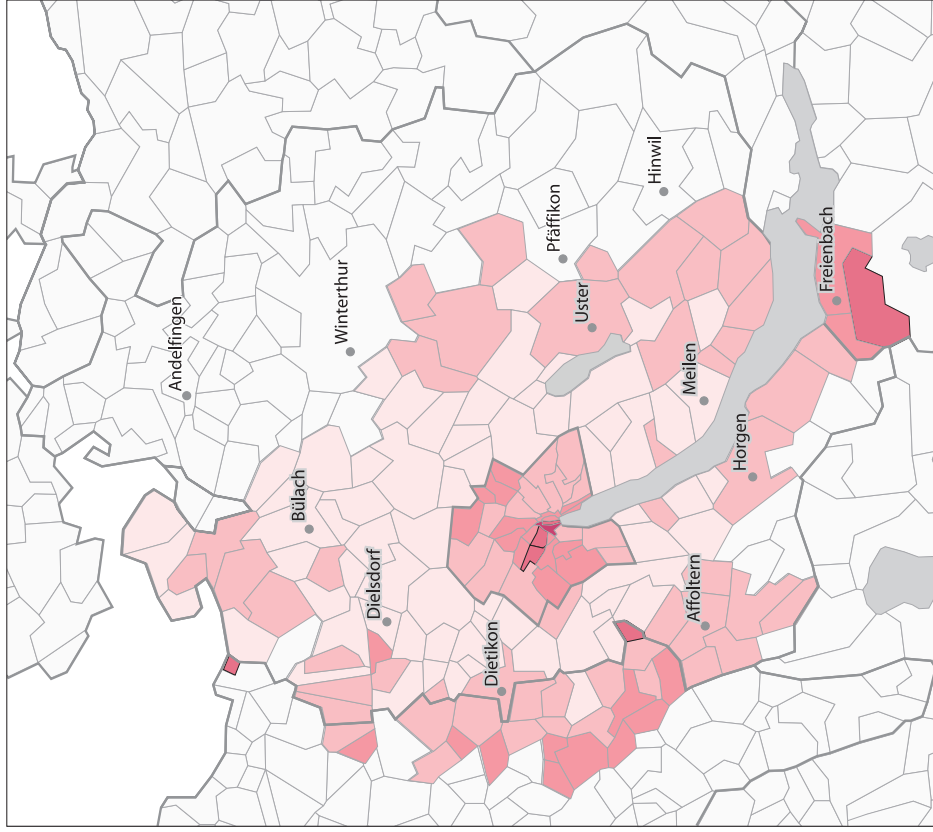 Andelfingen
Winterthur
Bülach
Dielsdorf
Dietikon
Pfäffikon
Uster
Hinwil
Meilen
Horgen
Affoltern
Freienbach